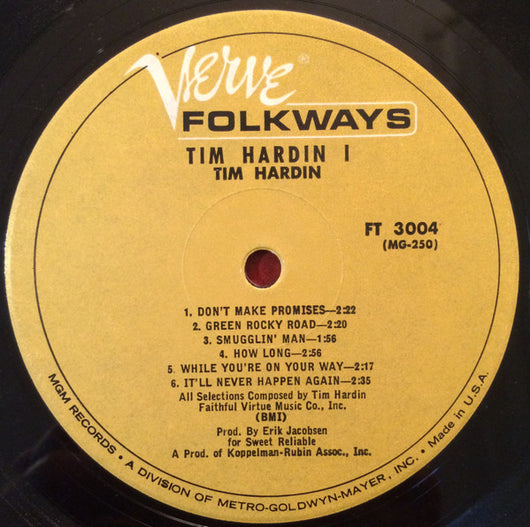 Verve®
FOLKWAYS
TIM HARDIN I
TIM HARDIN
FT 3004
(MG-250)
1. DON'T MAKE PROMISES—2:22
2. GREEN ROCKY ROAD—2:20
3. SMUGGLIN' MAN—1:56
4. HOW LONG—2:56
5. WHILE YOU'RE ON YOUR WAY—2:17
6. IT'LL NEVER HAPPEN AGAIN—2:35
All Selections Composed by Tim Hardin
Faithful Virtue Music Co., Inc.
(BMI)
Prod. By Erik Jacobsen
for Sweet Reliable
A Prod. of Koppelman-Rubin Assoc., Inc.
MGM RECORDS • A DIVISION OF METRO-GOLDWYN-MAYER, INC. • Made in U.S.A.